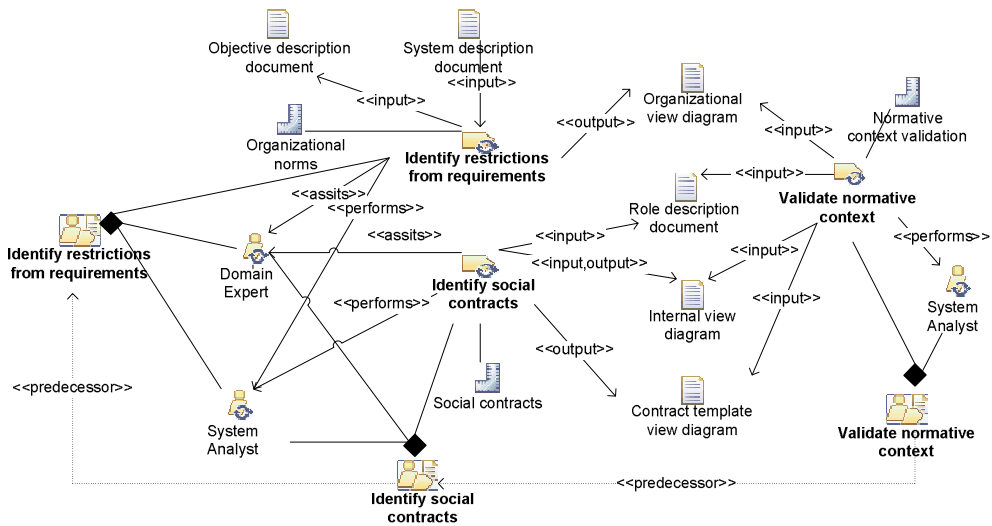 Objective description
document
System description
document
<<input>>
<<input>>
Organizational
norms
Identify restrictions
from requirements
<<output>>
Organizational
view diagram
<<input>>
Normative
context validation
<<input>>
Validate normative
context
Role description
document
<<assits>>
<<performs>>
<<assits>>
<<input>>
<<input,output>>
<<input>>
<<performs>>
Identify restrictions
from requirements
Domain
Expert
Identify social
contracts
<<performs>>
Internal view
diagram
<<input>>
System
Analyst
<<output>>
<<predecessor>>
System
Analyst
Social contracts
Contract template
view diagram
Validate normative
context
Identify social
contracts
<<predecessor>>